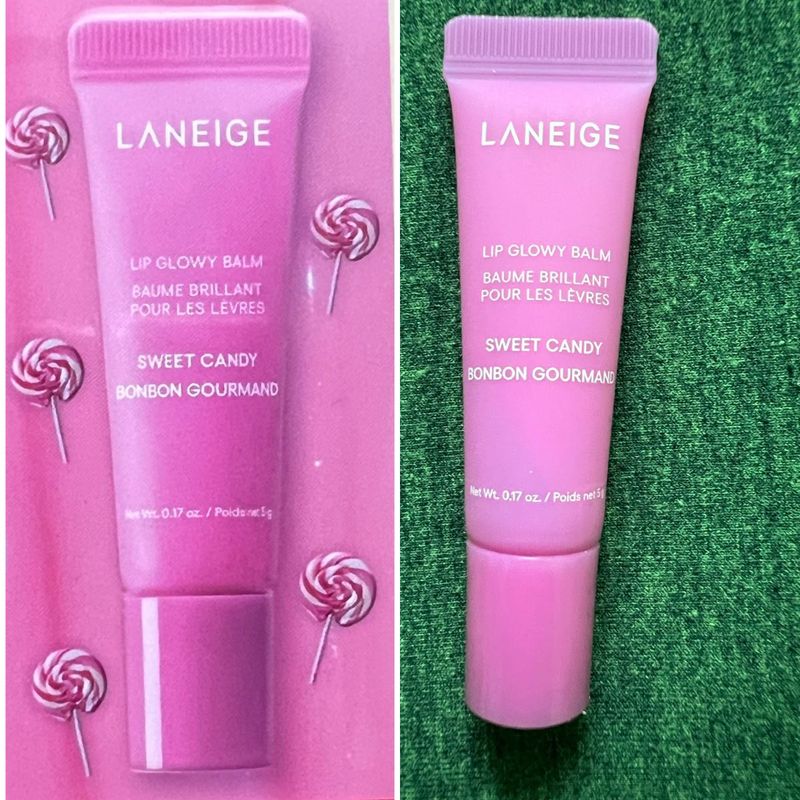 LANEIGE
LIP GLOWY BALM
BAUME BRILLANT
POUR LES LÈVRES
SWEET CANDY
BONBON GOURMAND
Net Wt. 0.17 oz. / Poids net 5 g
LANEIGE
LIP GLOWY BALM
BAUME BRILLANT
POUR LES LÈVRES
SWEET CANDY
BONBON GOURMAND
Net Wt. 0.17 oz. / Poids net 5 g